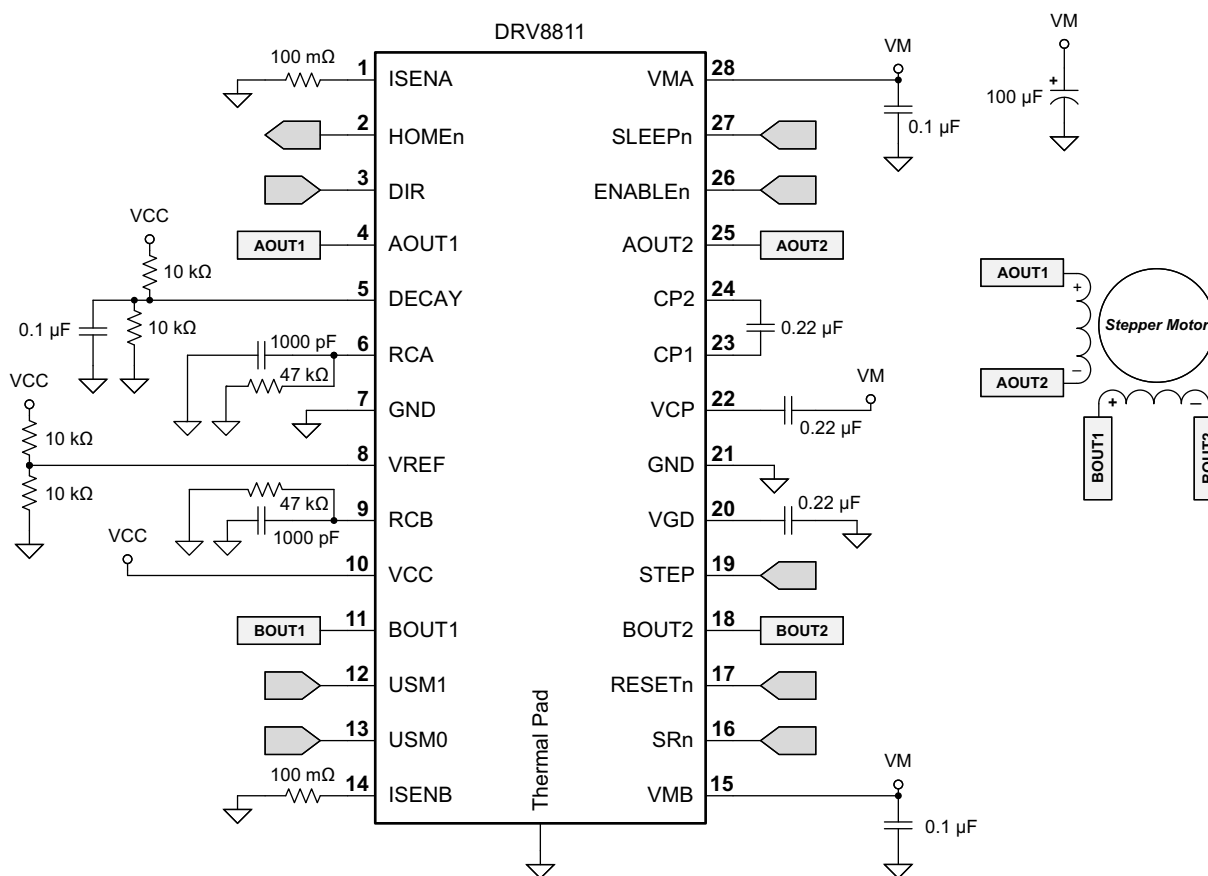 DRV8811
100 mΩ
1 ISENA
2 HOMEn
3 DIR
VCC
AOUT1 4 AOUT1
10 kΩ
5 DECAY
0.1 µF
10 kΩ
1000 pF
6 RCA
47 kΩ
VCC
7 GND
10 kΩ
8 VREF
10 kΩ
47 kΩ
9 RCB
1000 pF
VCC
10 VCC
BOUT1 11 BOUT1
12 USM1
13 USM0
100 mΩ
14 ISENB
Thermal Pad
VM
VMA 28
0.1 µF
SLEEPn 27
ENABLEn 26
AOUT2 25 AOUT2
CP2 24
0.22 µF
CP1 23
VM
VCP 22
0.22 µF
GND 21
0.22 µF
VGD 20
STEP 19
BOUT2 18 BOUT2
RESETn 17
SRn 16
VM
VMB 15
0.1 µF
VM
+
100 µF
AOUT1
+
Stepper Motor
–
AOUT2
+ –
BOUT1
BOUT2